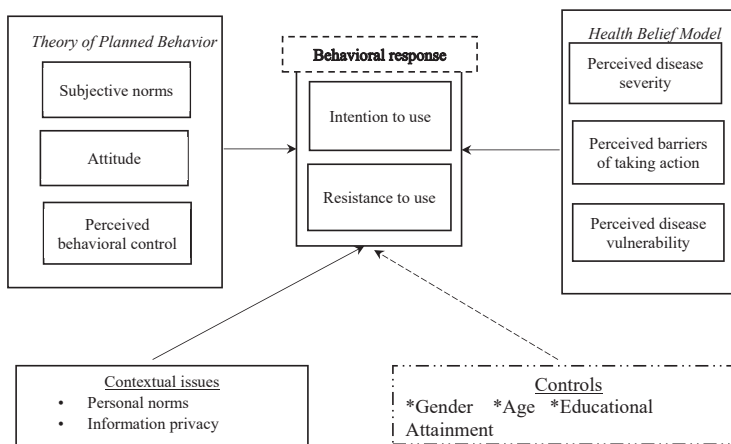 Theory of Planned Behavior
Subjective norms
Attitude
Perceived
behavioral control
Behavioral response
Intention to use
Resistance to use
Health Belief Model
Perceived disease
severity
Perceived barriers
of taking action
Perceived disease
vulnerability
Contextual issues
• Personal norms
• Information privacy
Controls
*Gender *Age *Educational
Attainment